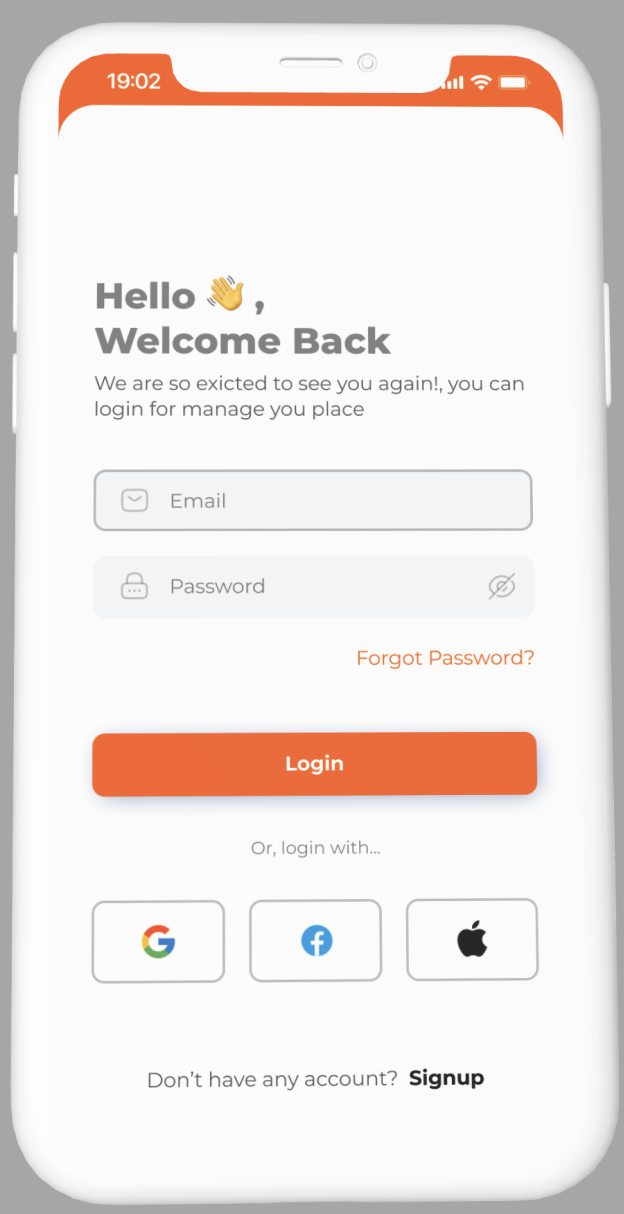 19:02
Hello 👋 ,
Welcome Back
We are so exicted to see you again!, you can
login for manage you place
Email
Password
Forgot Password?
Login
Or, login with...
Don't have any account? Signup